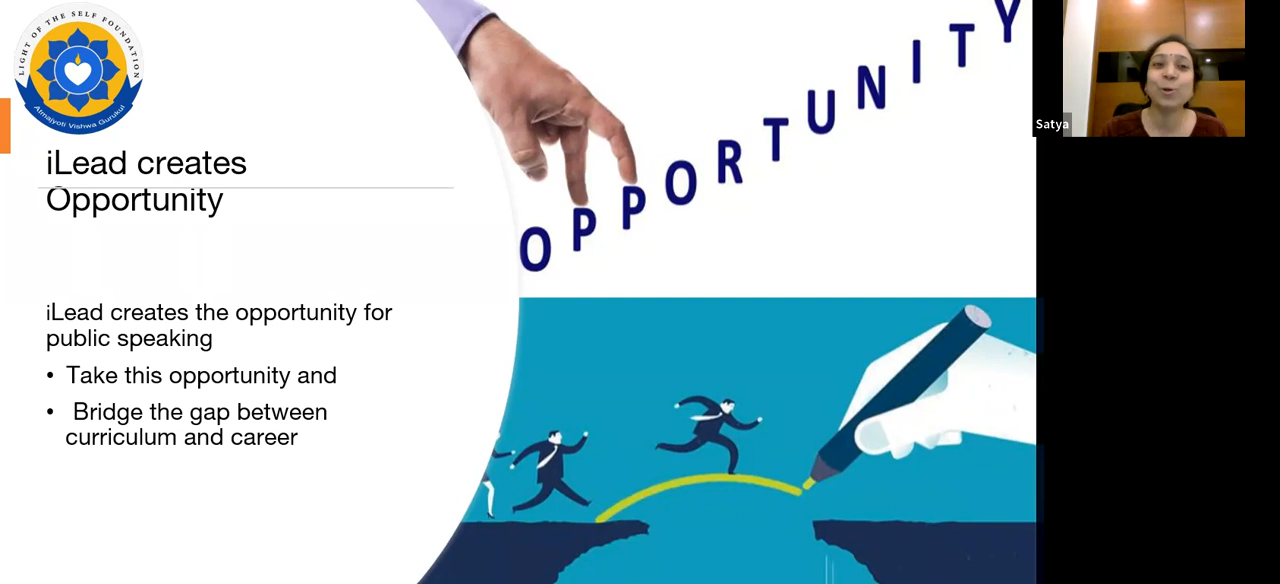 LIGHT OF THE SELF FOUNDATION
Atmajyoti Vishwa Gurukul
iLead creates
Opportunity
iLead creates the opportunity for
public speaking
• Take this opportunity and
• Bridge the gap between
curriculum and career
OPPORTUNITY
Satya